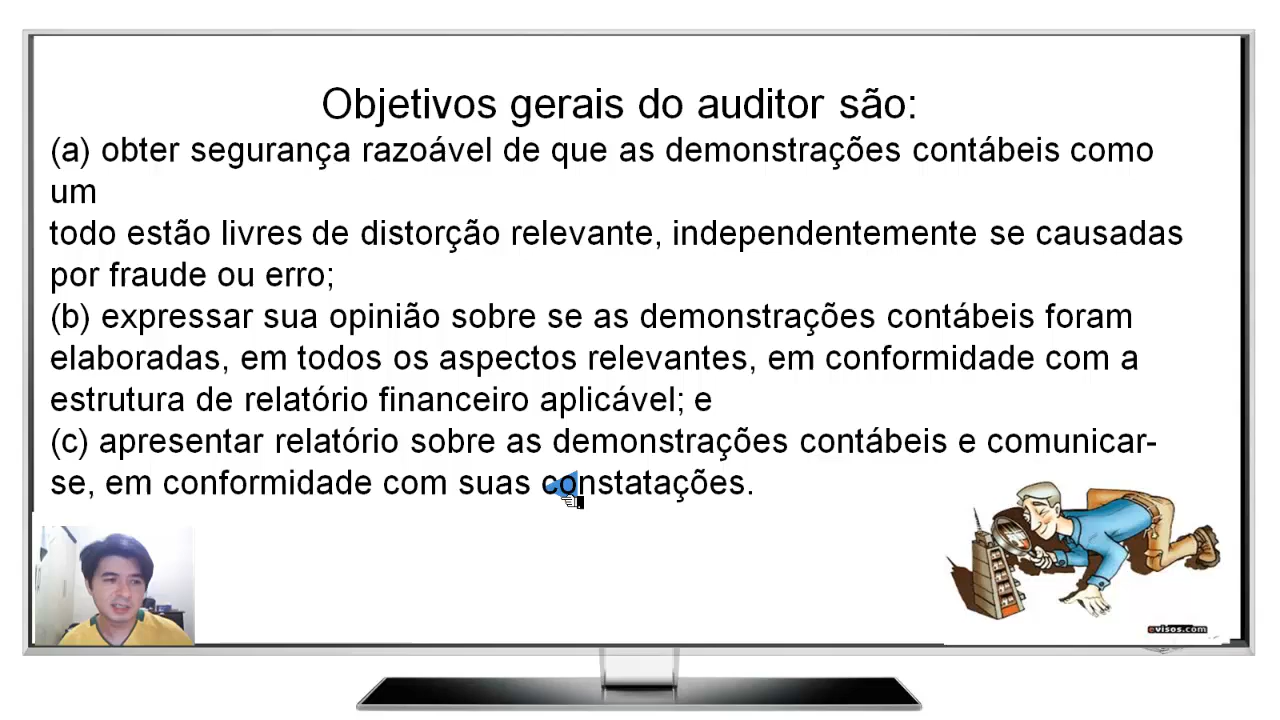 Objetivos gerais do auditor são:
(a) obter segurança razoável de que as demonstrações contábeis como
um
todo estão livres de distorção relevante, independentemente se causadas
por fraude ou erro;
(b) expressar sua opinião sobre se as demonstrações contábeis foram
elaboradas, em todos os aspectos relevantes, em conformidade com a
estrutura de relatório financeiro aplicável; e
(c) apresentar relatório sobre as demonstrações contábeis e comunicar-
se, em conformidade com suas constatações.
evisos.com